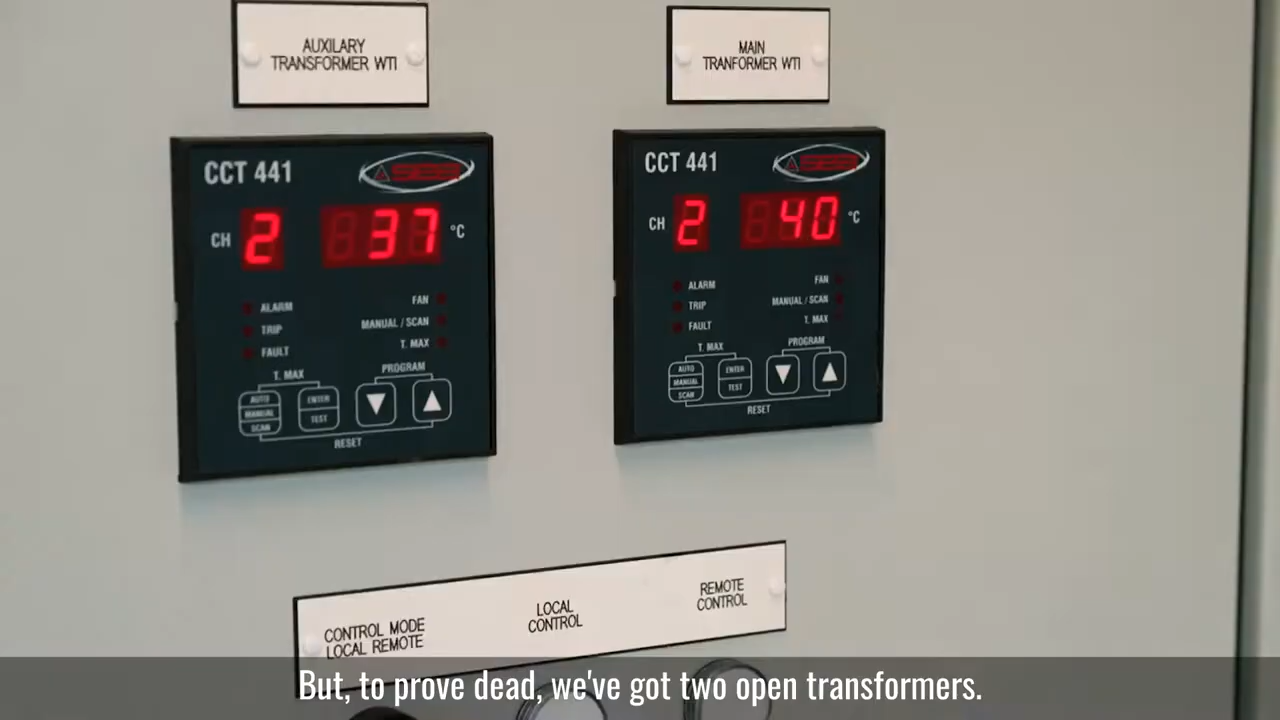 AUXILARY
TRANSFORMER WTI
MAIN
TRANFORMER WTI
CCT 441
CH 2 37 °C
ALARM
TRIP
FAULT
FAN
MANUAL / SCAN
T. MAX
T. MAX
PROGRAM
AUTO
MANUAL
SCAN
ENTER
TEST
RESET
CCT 441
CH 2 40 °C
ALARM
TRIP
FAULT
FAN
MANUAL / SCAN
T. MAX
T. MAX
PROGRAM
AUTO
MANUAL
SCAN
ENTER
TEST
RESET
CONTROL MODE
LOCAL REMOTE
LOCAL
CONTROL
REMOTE
CONTROL
But, to prove dead, we've got two open transformers.